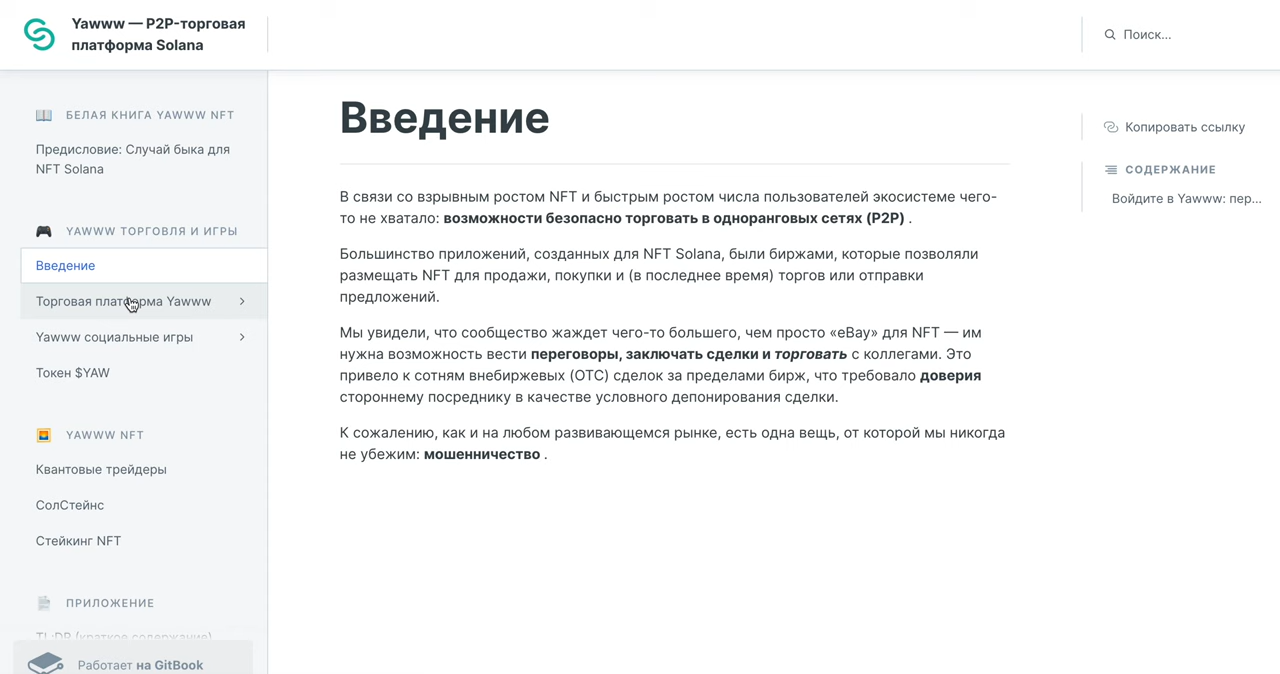 Yawww — P2P-торговая
платформа Solana
Поиск...
БЕЛАЯ КНИГА YAWWW NFT
Предисловие: Случай быка для
NFT Solana
YAWWW ТОРГОВЛЯ И ИГРЫ
Введение
Торговая платформа Yawww
Yawww социальные игры
Токен $YAW
YAWWW NFT
Квантовые трейдеры
СолСтейнс
Стейкинг NFT
ПРИЛОЖЕНИЕ
TL;DR (краткое содержание)
Работает на GitBook
Введение
В связи со взрывным ростом NFT и быстрым ростом числа пользователей экосистеме чего-
то не хватало: возможности безопасно торговать в одноранговых сетях (P2P) .
Большинство приложений, созданных для NFT Solana, были биржами, которые позволяли
размещать NFT для продажи, покупки и (в последнее время) торгов или отправки
предложений.
Мы увидели, что сообщество жаждет чего-то большего, чем просто «eBay» для NFT — им
нужна возможность вести переговоры, заключать сделки и торговать с коллегами. Это
привело к сотням внебиржевых (OTC) сделок за пределами бирж, что требовало доверия
стороннему посреднику в качестве условного депонирования сделки.
К сожалению, как и на любом развивающемся рынке, есть одна вещь, от которой мы никогда
не убежим: мошенничество .
Копировать ссылку
СОДЕРЖАНИЕ
Войдите в Yawww: пер...